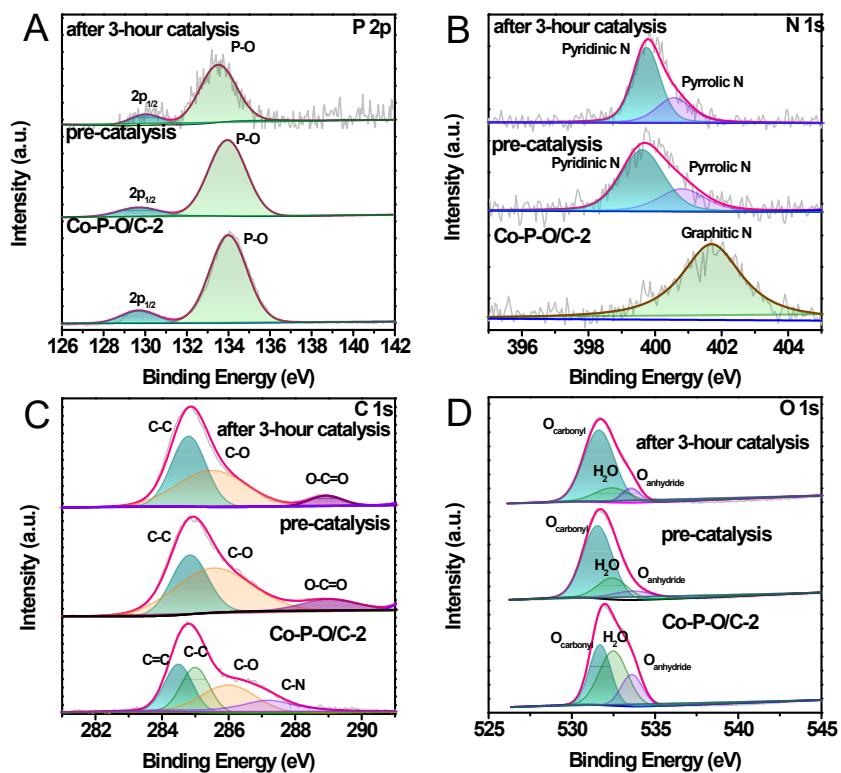 A
after 3-hour catalysis
P 2p
P-O
2p1/2
pre-catalysis
P-O
2p1/2
Co-P-O/C-2
P-O
2p1/2
126 128 130 132 134 136 138 140 142
Binding Energy (eV)
Intensity (a.u.)
B
after 3-hour catalysis
N 1s
Pyridinic N
Pyrrolic N
pre-catalysis
Pyridinic N
Pyrrolic N
Co-P-O/C-2
Graphitic N
396 398 400 402 404
Binding Energy (eV)
Intensity (a.u.)
C
C 1s
after 3-hour catalysis
C-C
C-O
O-C=O
pre-catalysis
C-C
C-O
O-C=O
Co-P-O/C-2
C=C
C-C
C-O
C-N
282 284 286 288 290
Binding Energy (eV)
Intensity (a.u.)
D
O 1s
Ocarbonyl
after 3-hour catalysis
H2O
Oanhydride
Ocarbonyl
pre-catalysis
H2O
Oanhydride
Co-P-O/C-2
Ocarbonyl
H2O
Oanhydride
525 530 535 540 545
Binding Energy (eV)
Intensity (a.u.)